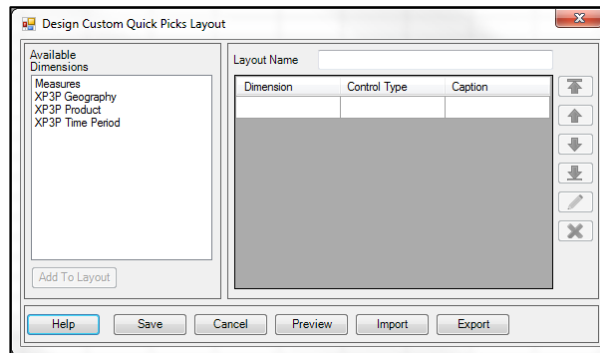 Design Custom Quick Picks Layout
Available
Dimensions
Measures
XP3P Geography
XP3P Product
XP3P Time Period
Add To Layout
Layout Name
Dimension Control Type Caption
Help Save Cancel Preview Import Export